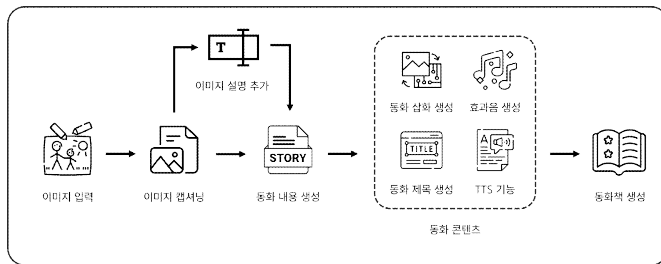 T
이미지 설명 추가
이미지 입력
이미지 캡셔닝
STORY
동화 내용 생성
동화 삽화 생성
효과음 생성
TITLE
동화 제목 생성
A
TTS 기능
동화 콘텐츠
동화책 생성